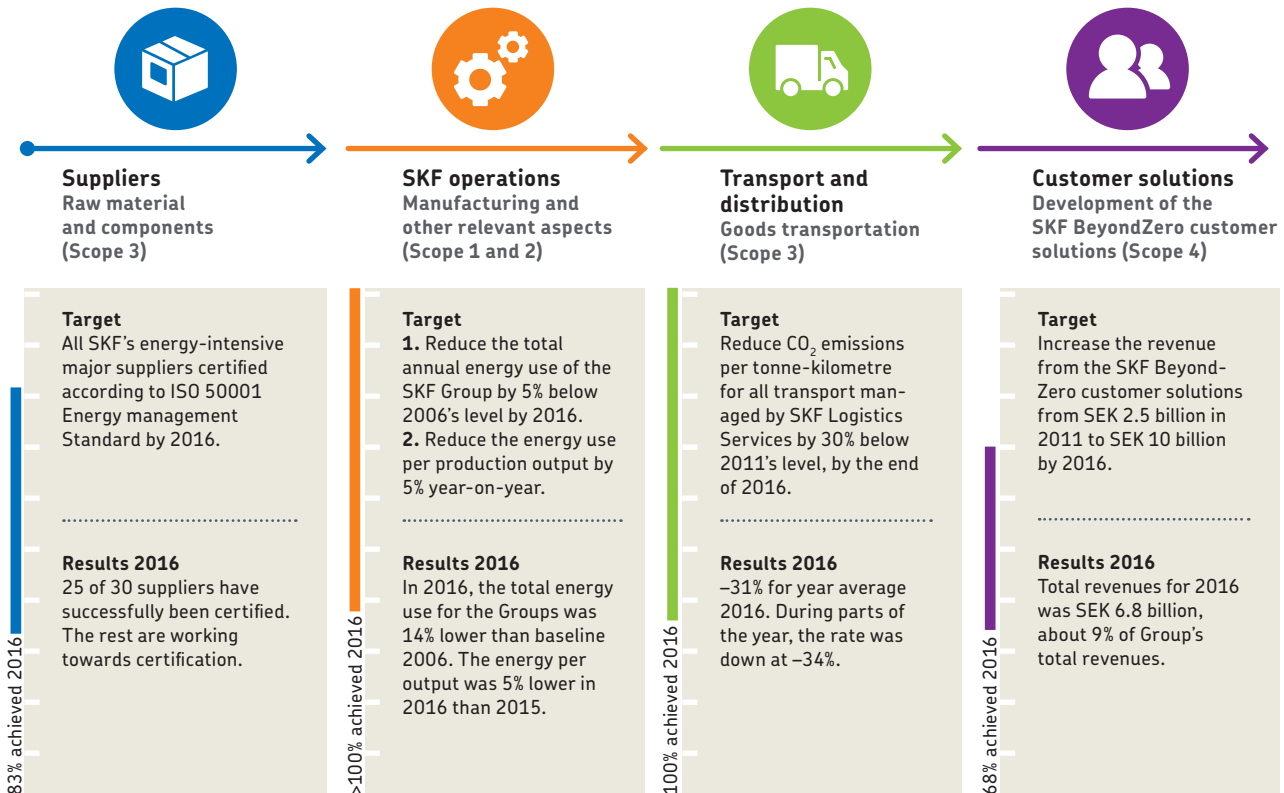 Suppliers
Raw material
and components
(Scope 3)
Target
All SKF's energy-intensive
major suppliers certified
according to ISO 50001
Energy management
Standard by 2016.
Results 2016
25 of 30 suppliers have
successfully been certified.
The rest are working
towards certification.
83% achieved 2016
SKF operations
Manufacturing and
other relevant aspects
(Scope 1 and 2)
Target
1. Reduce the total
annual energy use of the
SKF Group by 5% below
2006's level by 2016.
2. Reduce the energy use
per production output by
5% year-on-year.
Results 2016
In 2016, the total energy
use for the Groups was
14% lower than baseline
2006. The energy per
output was 5% lower in
2016 than 2015.
>100% achieved 2016
Transport and
distribution
Goods transportation
(Scope 3)
Target
Reduce CO₂ emissions
per tonne-kilometre
for all transport man-
aged by SKF Logistics
Services by 30% below
2011's level, by the end
of 2016.
Results 2016
–31% for year average
2016. During parts of
the year, the rate was
down at –34%.
100% achieved 2016
Customer solutions
Development of the
SKF BeyondZero customer
solutions (Scope 4)
Target
Increase the revenue
from the SKF Beyond-
Zero customer solutions
from SEK 2.5 billion in
2011 to SEK 10 billion
by 2016.
Results 2016
Total revenues for 2016
was SEK 6.8 billion,
about 9% of Group's
total revenues.
68% achieved 2016